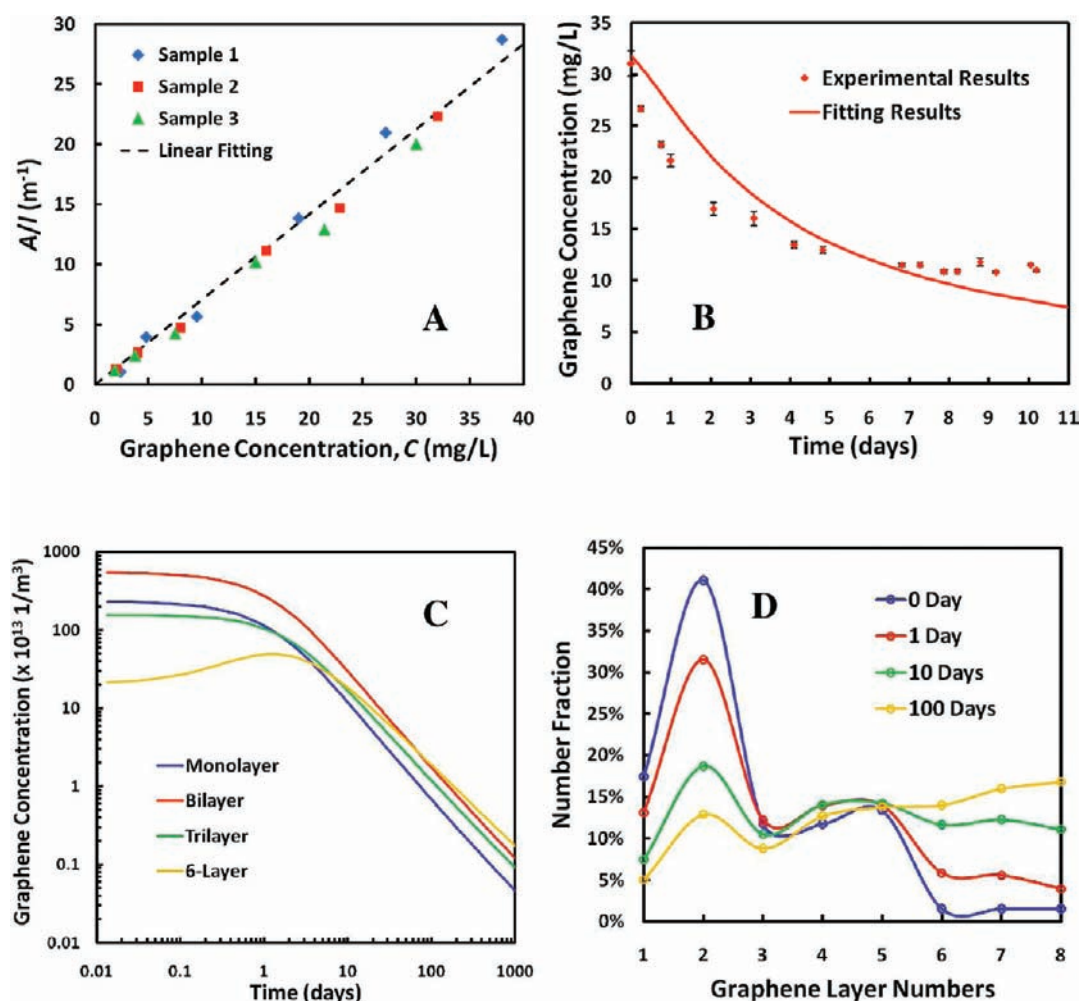 30
25
20
15
10
5
0
A/l (m⁻¹)
Sample 1
Sample 2
Sample 3
Linear Fitting
A
0 5 10 15 20 25 30 35 40
Graphene Concentration, C (mg/L)
35
30
25
20
15
10
5
0
Graphene Concentration (mg/L)
Experimental Results
Fitting Results
B
0 1 2 3 4 5 6 7 8 9 10 11
Time (days)
1000
100
10
1
0.1
0.01
Graphene Concentration (x 10¹³ 1/m³)
C
Monolayer
Bilayer
Trilayer
6-Layer
0.01 0.1 1 10 100 1000
Time (days)
45%
40%
35%
30%
25%
20%
15%
10%
5%
0%
Number Fraction
D
0 Day
1 Day
10 Days
100 Days
1 2 3 4 5 6 7 8
Graphene Layer Numbers